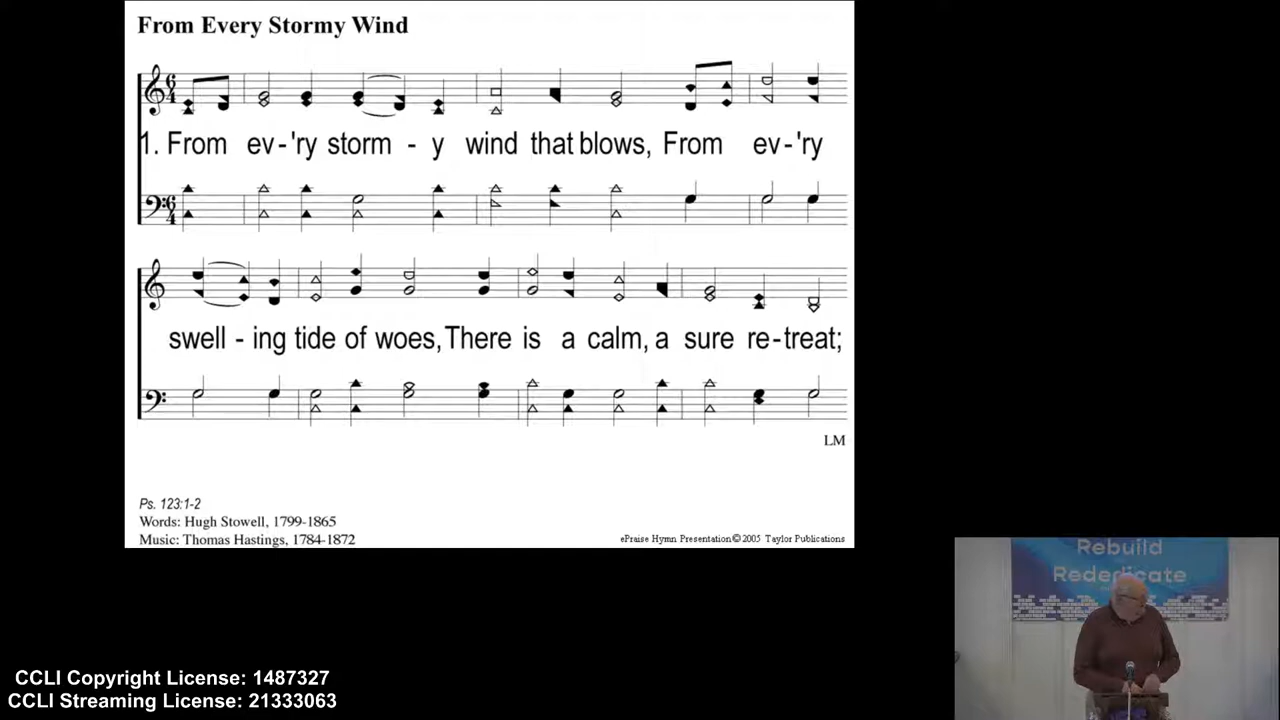 From Every Stormy Wind
1. From ev-'ry storm - y wind that blows, From ev-'ry
swell - ing tide of woes, There is a calm, a sure re-treat;
LM
Ps. 123:1-2
Words: Hugh Stowell, 1799-1865
Music: Thomas Hastings, 1784-1872
ePraise Hymn Presentation©2005 Taylor Publications
Rebuild
Rededicate
CCLI Copyright License: 1487327
CCLI Streaming License: 21333063